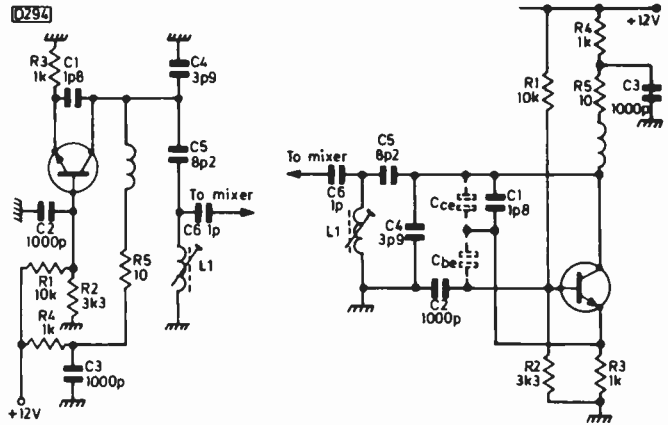 D294
R3
1k
C1
1p8
C4
3p9
C5
8p2
To mixer
C6 1p
C2
1000p
L1
R1
10k
R2
3k3
R5
10
R4
1k
C3
1000p
+12V
+12V
R4
1k
R1
10k
R5
10
C3
1000p
To mixer
C5
8p2
C6
1p
L1
C4
3p9
Cce
C1
1p8
Cbe
C2
1000p
R2
3k3
R3
1k